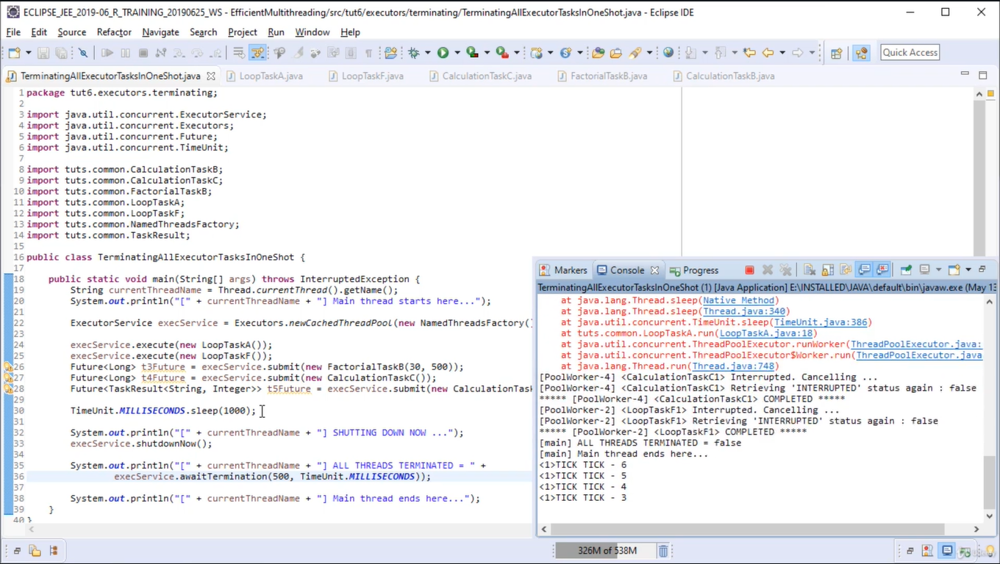 ECLIPSE_JEE_2019-06_R_TRAINING_20190625_WS - EfficientMultithreading/src/tut6/executors/terminating/TerminatingAllExecutorTasksInOneShot.java - Eclipse IDE
File Edit Source Refactor Navigate Search Project Run Window Help
Quick Access
TerminatingAllExecutorTasksInOneShot.java LoopTaskA.java LoopTaskF.java CalculationTaskC.java FactorialTaskB.java CalculationTaskB.java
1 package tut6.executors.terminating;
2
3 import java.util.concurrent.ExecutorService;
4 import java.util.concurrent.Executors;
5 import java.util.concurrent.Future;
6 import java.util.concurrent.TimeUnit;
7
8 import tuts.common.CalculationTaskB;
9 import tuts.common.CalculationTaskC;
10 import tuts.common.FactorialTaskB;
11 import tuts.common.LoopTaskA;
12 import tuts.common.LoopTaskF;
13 import tuts.common.NamedThreadsFactory;
14 import tuts.common.TaskResult;
15
16 public class TerminatingAllExecutorTasksInOneShot {
17
18 public static void main(String[] args) throws InterruptedException {
19 String currentThreadName = Thread.currentThread().getName();
20 System.out.println("[" + currentThreadName + "] Main thread starts here...");
21
22 ExecutorService execService = Executors.newCachedThreadPool(new NamedThreadsFactory()
23
24 execService.execute(new LoopTaskA());
25 execService.execute(new LoopTaskF());
26 Future<Long> t3Future = execService.submit(new FactorialTaskB(30, 500));
27 Future<Long> t4Future = execService.submit(new CalculationTaskC());
28 Future<TaskResult<String, Integer>> t5Future = execService.submit(new CalculationTask
29
30 TimeUnit.MILLISECONDS.sleep(1000);
31
32 System.out.println("[" + currentThreadName + "] SHUTTING DOWN NOW ...");
33 execService.shutdownNow();
34
35 System.out.println("[" + currentThreadName + "] ALL THREADS TERMINATED = " +
36 execService.awaitTermination(500, TimeUnit.MILLISECONDS));
37
38 System.out.println("[" + currentThreadName + "] Main thread ends here...");
39 }
40 }
Markers Console Progress
TerminatingAllExecutorTasksInOneShot (1) [Java Application] E:\INSTALLED\JAVA\default\bin\javaw.exe (May 13
at java.lang.Thread.sleep(Native Method)
at java.lang.Thread.sleep(Thread.java:340)
at java.util.concurrent.TimeUnit.sleep(TimeUnit.java:386)
at tuts.common.LoopTaskA.run(LoopTaskA.java:18)
at java.util.concurrent.ThreadPoolExecutor.runWorker(ThreadPoolExecutor.java:
at java.util.concurrent.ThreadPoolExecutor$Worker.run(ThreadPoolExecutor.java
at java.lang.Thread.run(Thread.java:748)
[PoolWorker-4] <CalculationTaskC1> Interrupted. Cancelling ...
[PoolWorker-4] <CalculationTaskC1> Retrieving 'INTERRUPTED' status again : false
***** [PoolWorker-4] <CalculationTaskC1> COMPLETED *****
[PoolWorker-2] <LoopTaskF1> Interrupted. Cancelling ...
[PoolWorker-2] <LoopTaskF1> Retrieving 'INTERRUPTED' status again : false
***** [PoolWorker-2] <LoopTaskF1> COMPLETED *****
[main] ALL THREADS TERMINATED = false
[main] Main thread ends here...
<1>TICK TICK - 6
<1>TICK TICK - 5
<1>TICK TICK - 4
<1>TICK TICK - 3
326M of 538M